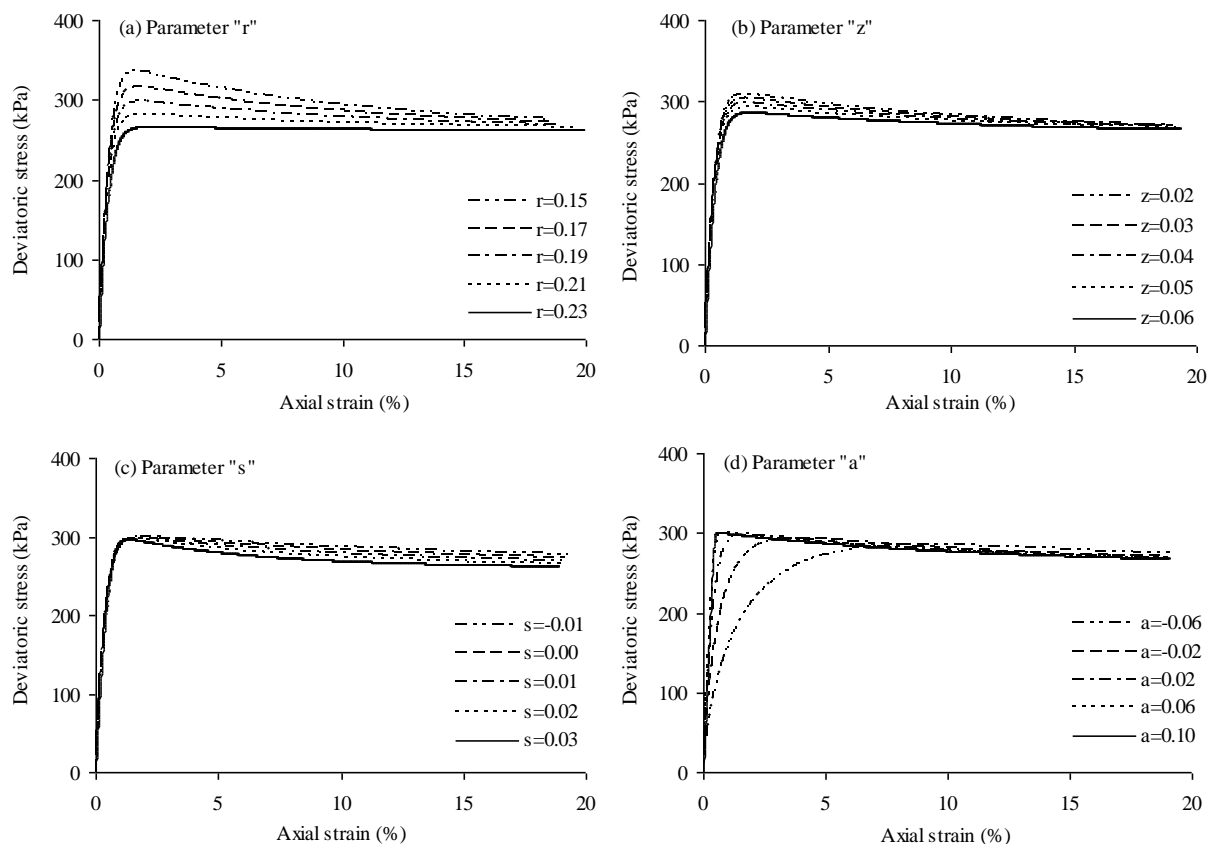 (a) Parameter "r"
Deviatoric stress (kPa)
400
300
200
100
0
r=0.15
r=0.17
r=0.19
r=0.21
r=0.23
0 5 10 15 20
Axial strain (%)
(b) Parameter "z"
Deviatoric stress (kPa)
400
300
200
100
0
z=0.02
z=0.03
z=0.04
z=0.05
z=0.06
0 5 10 15 20
Axial strain (%)
(c) Parameter "s"
Deviatoric stress (kPa)
400
300
200
100
0
s=-0.01
s=0.00
s=0.01
s=0.02
s=0.03
0 5 10 15 20
Axial strain (%)
(d) Parameter "a"
Deviatoric stress (kPa)
400
300
200
100
0
a=-0.06
a=-0.02
a=0.02
a=0.06
a=0.10
0 5 10 15 20
Axial strain (%)